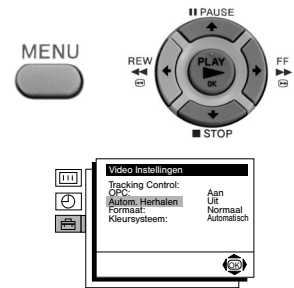 II PAUSE
MENU
REW
PLAY
OK
FF
STOP
Video Instellingen
Tracking Control:
OPC: Aan
Autom. Herhalen Uit
Formaat: Normaal
Kleursysteem: Automatisch
OK